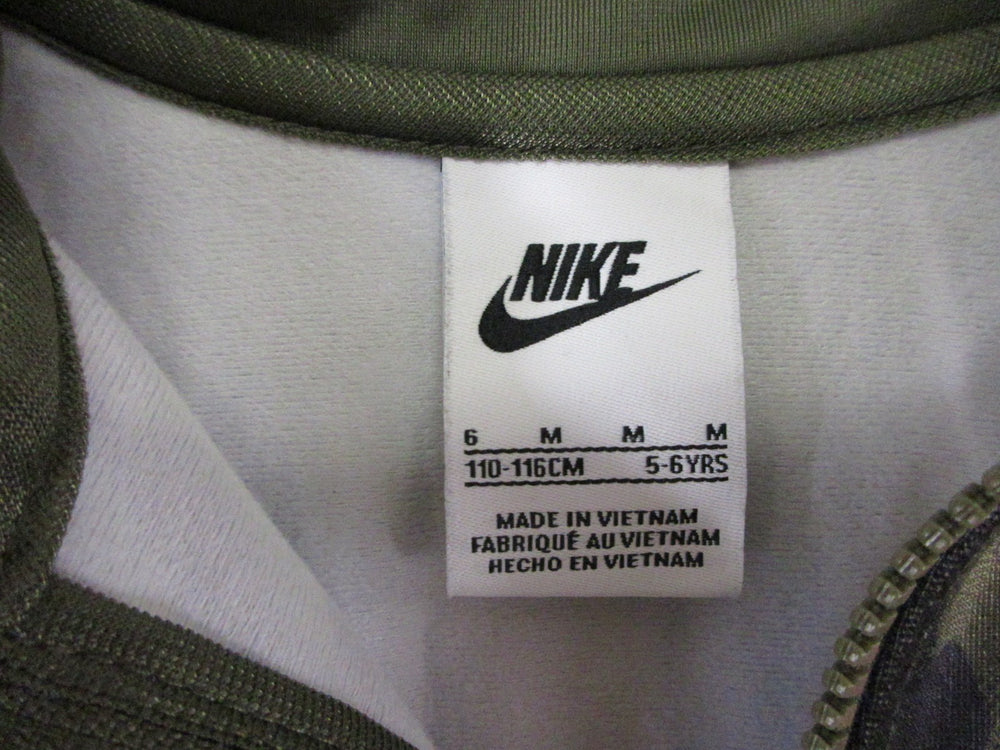 NIKE
6 M M M
110-116CM 5-6YRS
MADE IN VIETNAM
FABRIQUÉ AU VIETNAM
HECHO EN VIETNAM